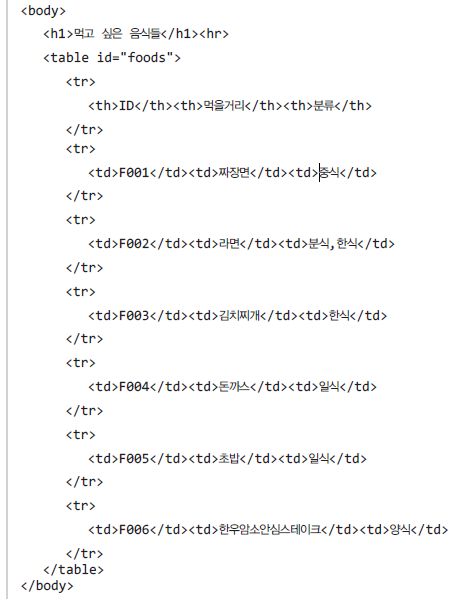 <body>
<h1>먹고 싶은 음식들</h1><hr>
<table id="foods">
<tr>
<th>ID</th><th>먹을거리</th><th>분류</th>
</tr>
<tr>
<td>F001</td><td>짜장면</td><td>중식</td>
</tr>
<tr>
<td>F002</td><td>라면</td><td>분식,한식</td>
</tr>
<tr>
<td>F003</td><td>김치찌개</td><td>한식</td>
</tr>
<tr>
<td>F004</td><td>돈까스</td><td>일식</td>
</tr>
<tr>
<td>F005</td><td>초밥</td><td>일식</td>
</tr>
<tr>
<td>F006</td><td>한우암소안심스테이크</td><td>양식</td>
</tr>
</table>
</body>